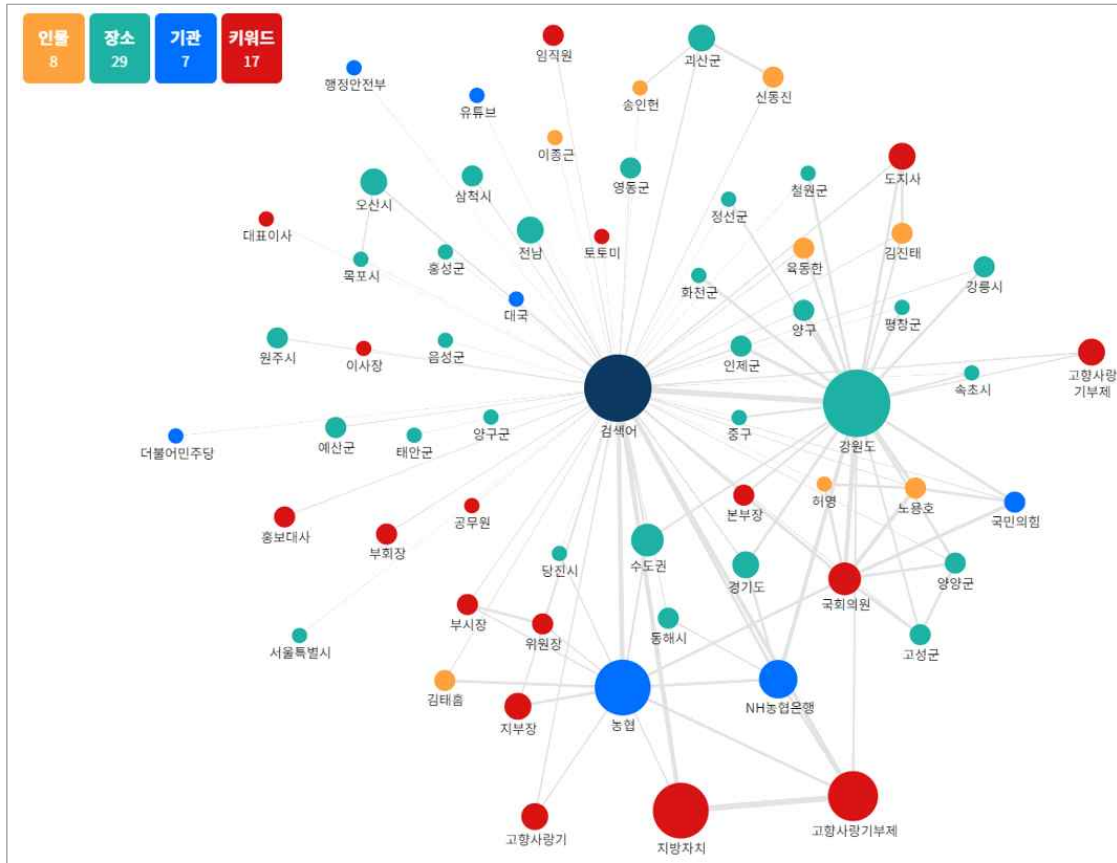 인물
8
장소
29
기관
7
키워드
17
임직원
괴산군
행정안전부
유튜브
송인헌
신동진
이종근
영동군
도지사
오산시
삼척시
철원군
정선군
대표이사
전남
토토미
김진태
목포시
홍성군
육동한
화천군
강릉시
대국
양구
평창군
원주시
이사장
음성군
인제군
속초시
고향사랑
기부제
검색어
강원도
더불어민주당
예산군
태안군
양구군
중구
허영
노용호
국민의힘
홍보대사
부회장
공무원
본부장
당진시
수도권
경기도
국회의원
양양군
서울특별시
부시장
위원장
동해시
고성군
김태흠
지부장
농협
NH농협은행
고향사랑기
지방자치
고향사랑기부제